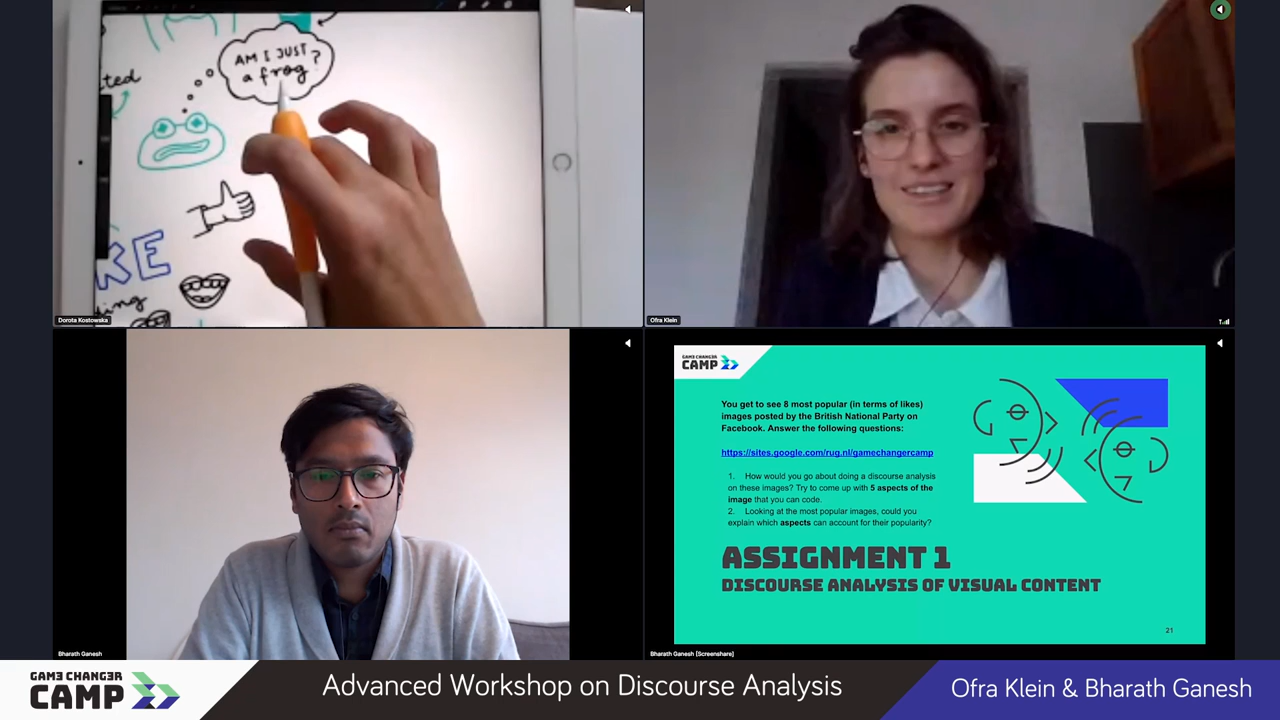 AM I JUST
a frog?
ted
KE
ing
Dorota Kostowska
Ofra Klein
GAM3 CHANG3R
CAMP
You get to see 8 most popular (in terms of likes)
images posted by the British National Party on
Facebook. Answer the following questions:
https://sites.google.com/rug.nl/gamechangercamp
1. How would you go about doing a discourse analysis
on these images? Try to come up with 5 aspects of the
image that you can code.
2. Looking at the most popular images, could you
explain which aspects can account for their popularity?
ASSIGNMENT 1
DISCOURSE ANALYSIS OF VISUAL CONTENT
21
Bharath Ganesh
Bharath Ganesh [Screenshare]
GAM3 CHANG3R
CAMP
Advanced Workshop on Discourse Analysis
Ofra Klein & Bharath Ganesh